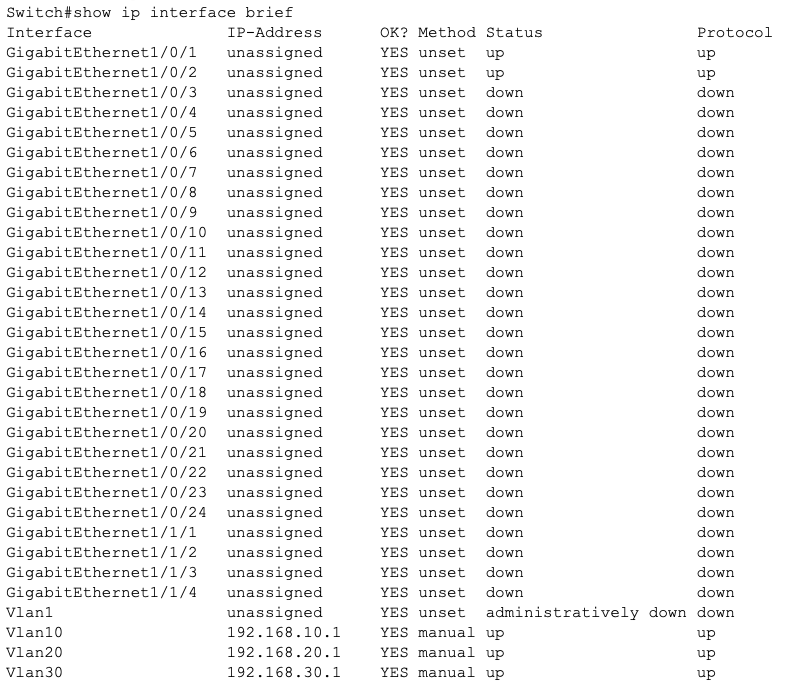 Switch#show ip interface brief
Interface              IP-Address      OK? Method Status                Protocol
GigabitEthernet1/0/1   unassigned      YES unset  up                    up
GigabitEthernet1/0/2   unassigned      YES unset  up                    up
GigabitEthernet1/0/3   unassigned      YES unset  down                  down
GigabitEthernet1/0/4   unassigned      YES unset  down                  down
GigabitEthernet1/0/5   unassigned      YES unset  down                  down
GigabitEthernet1/0/6   unassigned      YES unset  down                  down
GigabitEthernet1/0/7   unassigned      YES unset  down                  down
GigabitEthernet1/0/8   unassigned      YES unset  down                  down
GigabitEthernet1/0/9   unassigned      YES unset  down                  down
GigabitEthernet1/0/10  unassigned      YES unset  down                  down
GigabitEthernet1/0/11  unassigned      YES unset  down                  down
GigabitEthernet1/0/12  unassigned      YES unset  down                  down
GigabitEthernet1/0/13  unassigned      YES unset  down                  down
GigabitEthernet1/0/14  unassigned      YES unset  down                  down
GigabitEthernet1/0/15  unassigned      YES unset  down                  down
GigabitEthernet1/0/16  unassigned      YES unset  down                  down
GigabitEthernet1/0/17  unassigned      YES unset  down                  down
GigabitEthernet1/0/18  unassigned      YES unset  down                  down
GigabitEthernet1/0/19  unassigned      YES unset  down                  down
GigabitEthernet1/0/20  unassigned      YES unset  down                  down
GigabitEthernet1/0/21  unassigned      YES unset  down                  down
GigabitEthernet1/0/22  unassigned      YES unset  down                  down
GigabitEthernet1/0/23  unassigned      YES unset  down                  down
GigabitEthernet1/0/24  unassigned      YES unset  down                  down
GigabitEthernet1/1/1   unassigned      YES unset  down                  down
GigabitEthernet1/1/2   unassigned      YES unset  down                  down
GigabitEthernet1/1/3   unassigned      YES unset  down                  down
GigabitEthernet1/1/4   unassigned      YES unset  down                  down
Vlan1                  unassigned      YES unset  administratively down down
Vlan10                 192.168.10.1    YES manual up                    up
Vlan20                 192.168.20.1    YES manual up                    up
Vlan30                 192.168.30.1    YES manual up                    up